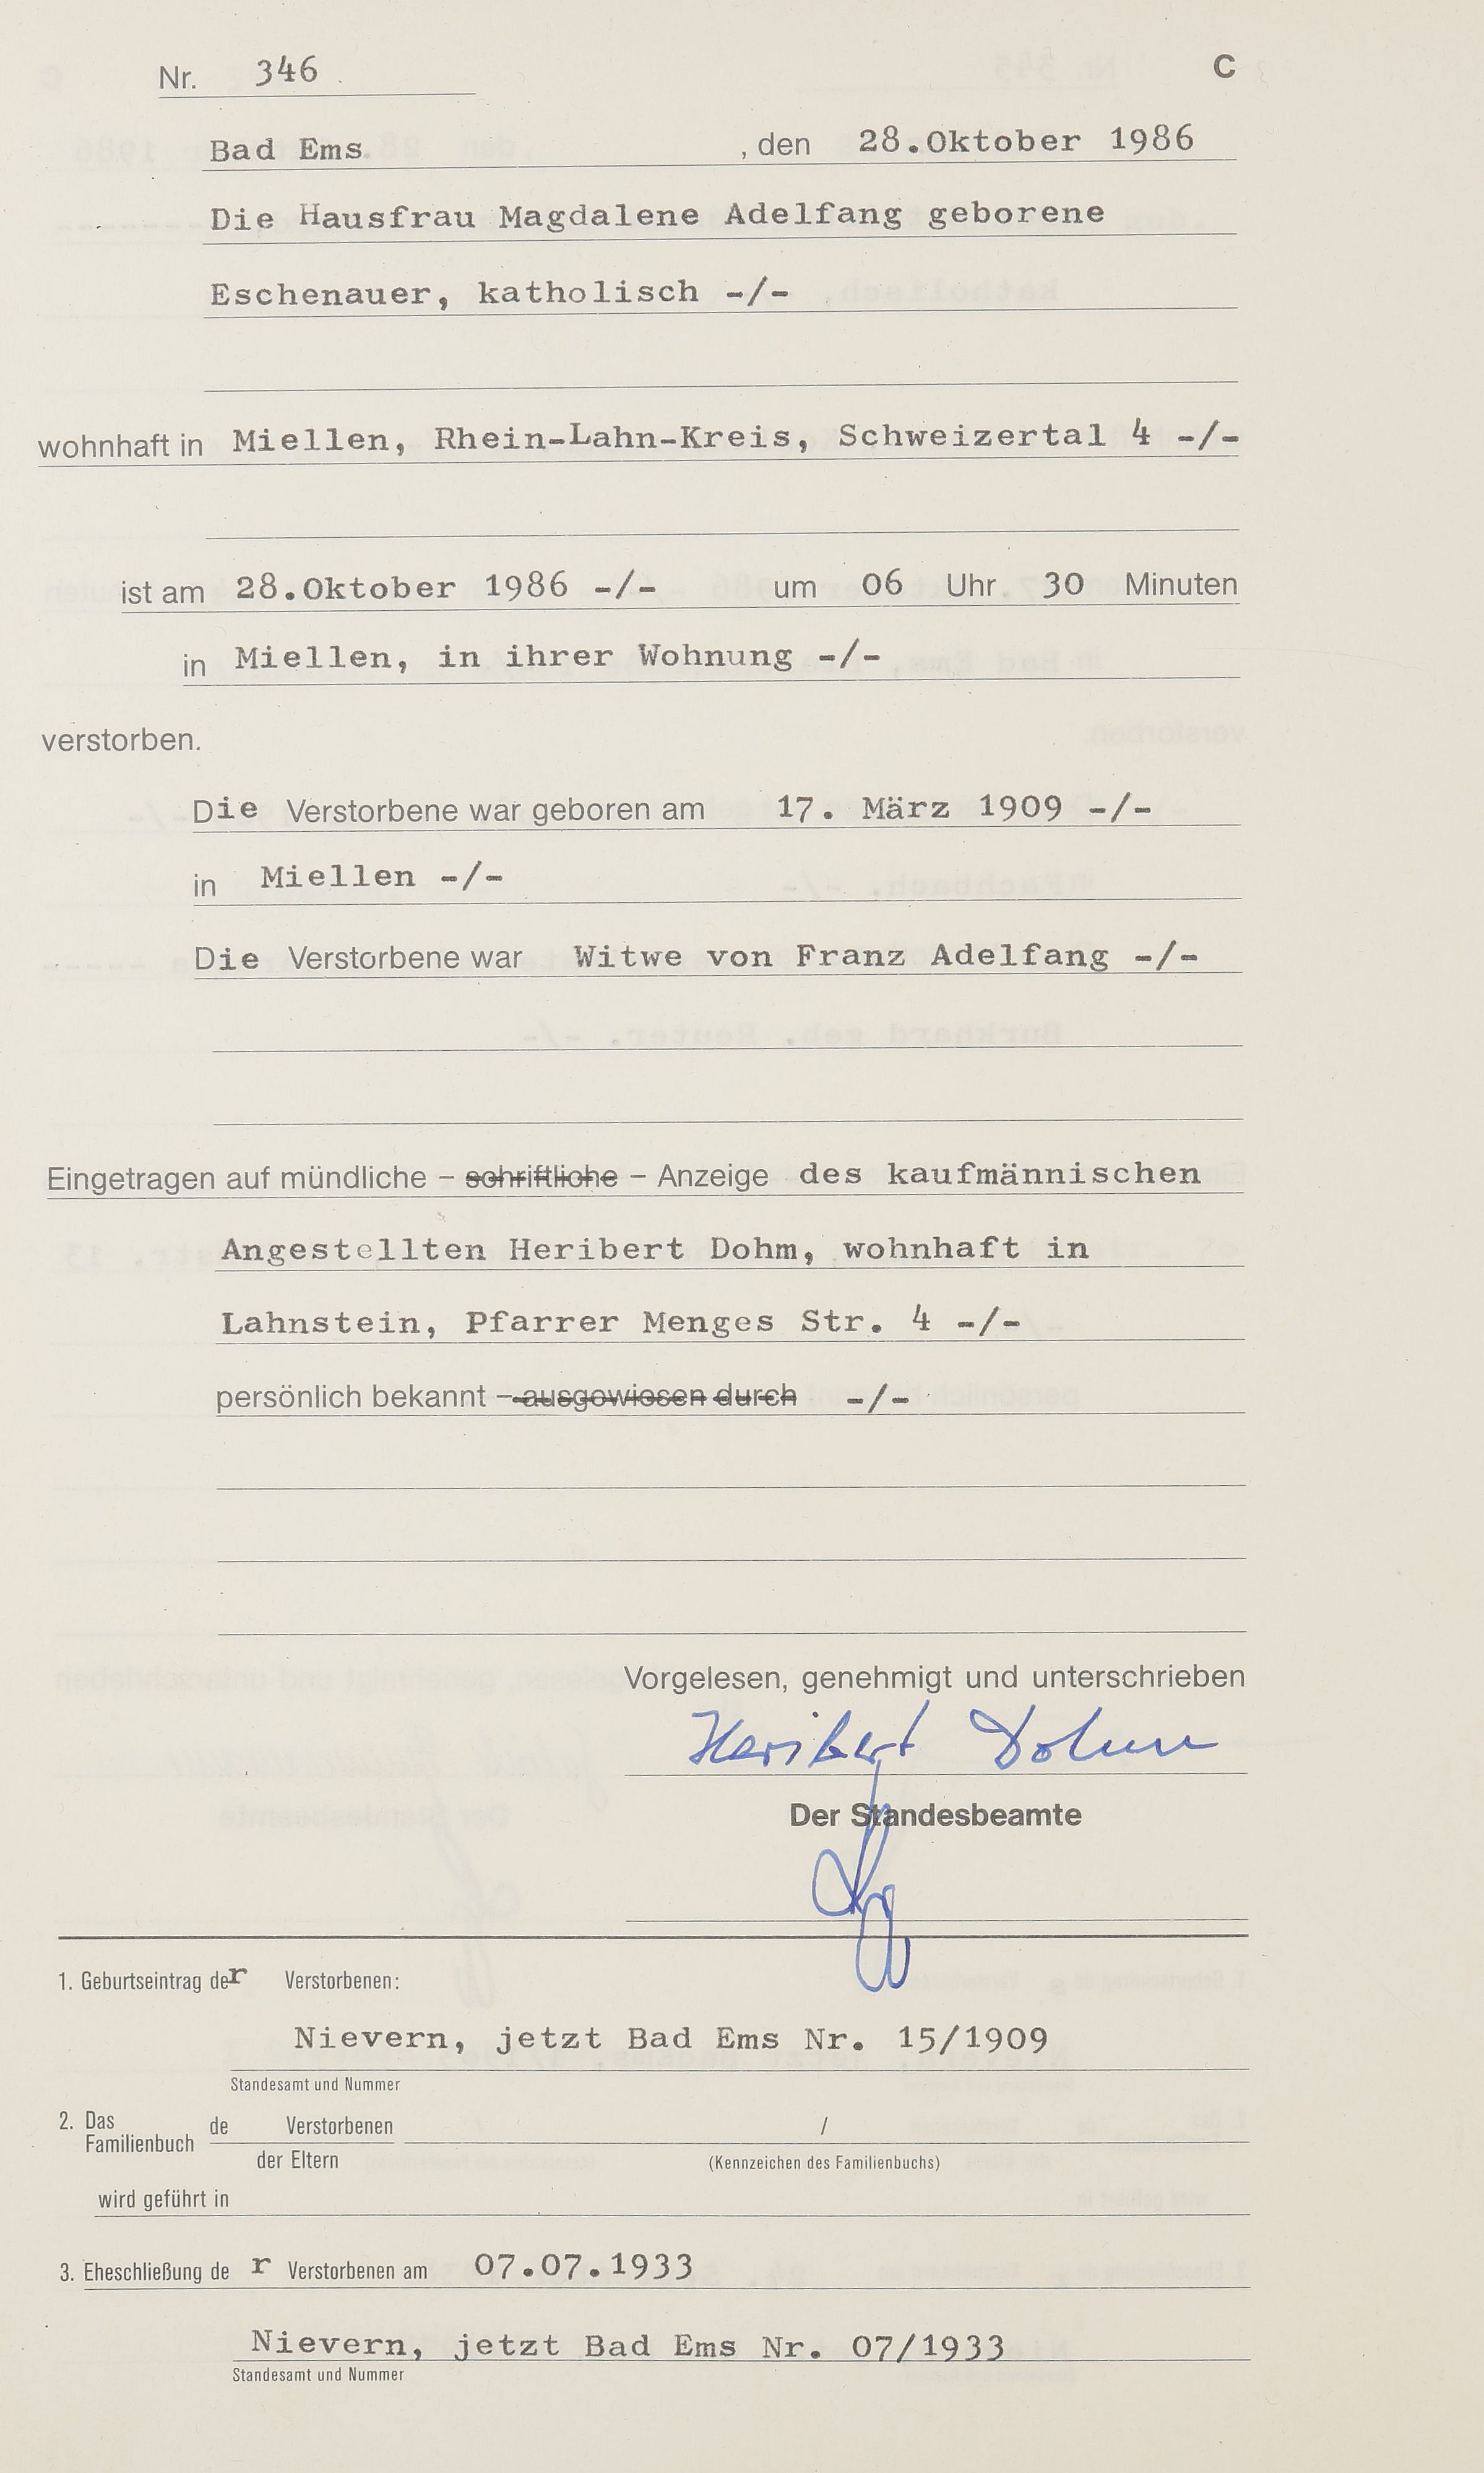 Nr. 346 C
Bad Ems , den 28.Oktober 1986
Die Hausfrau Magdalene Adelfang geborene
Eschenauer, katholisch -/-
wohnhaft in Miellen, Rhein-Lahn-Kreis, Schweizertal 4 -/-
ist am 28.Oktober 1986 -/- um 06 Uhr 30 Minuten
in Miellen, in ihrer Wohnung -/-
verstorben.
Die Verstorbene war geboren am 17. März 1909 -/-
in Miellen -/-
Die Verstorbene war Witwe von Franz Adelfang -/-
Eingetragen auf mündliche – schriftliche – Anzeige des kaufmännischen
Angestellten Heribert Dohm, wohnhaft in
Lahnstein, Pfarrer Menges Str. 4 -/-
persönlich bekannt – ausgewiesen durch -/-
Vorgelesen, genehmigt und unterschrieben
Heribert Dohm
Der Standesbeamte
1. Geburtseintrag der Verstorbenen:
Nievern, jetzt Bad Ems Nr. 15/1909
Standesamt und Nummer
2. Das Familienbuch de Verstorbenen /
der Eltern (Kennzeichen des Familienbuchs)
wird geführt in
3. Eheschließung de r Verstorbenen am 07.07.1933
Nievern, jetzt Bad Ems Nr. 07/1933
Standesamt und Nummer